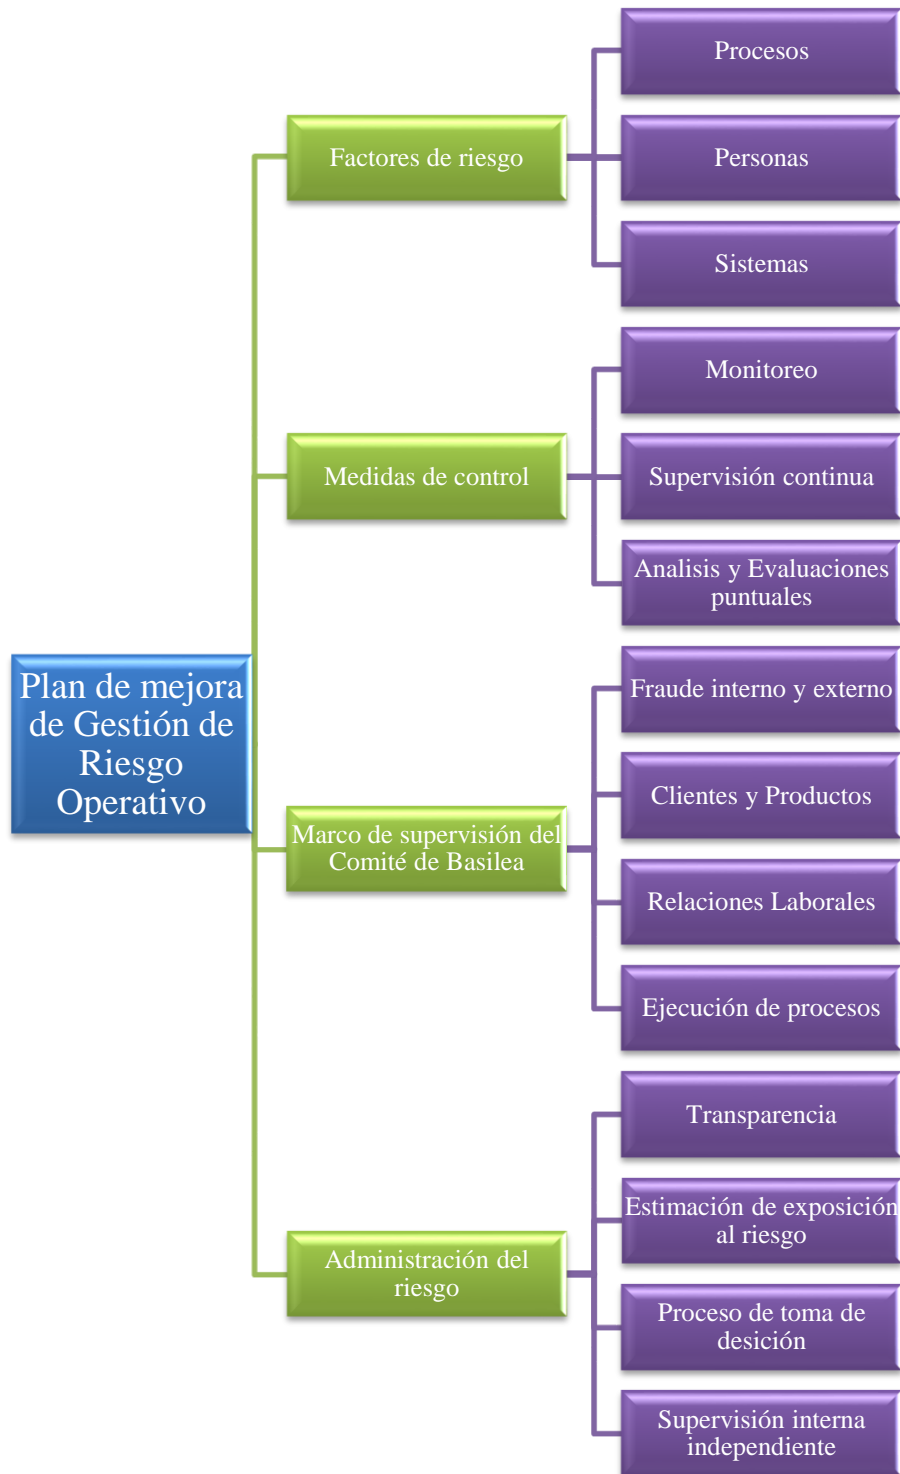 Plan de mejora
de Gestión de
Riesgo
Operativo
Factores de riesgo
Procesos
Personas
Sistemas
Medidas de control
Monitoreo
Supervisión continua
Analisis y Evaluaciones
puntuales
Marco de supervisión del
Comité de Basilea
Fraude interno y externo
Clientes y Productos
Relaciones Laborales
Ejecución de procesos
Administración del
riesgo
Transparencia
Estimación de exposición
al riesgo
Proceso de toma de
desición
Supervisión interna
independiente